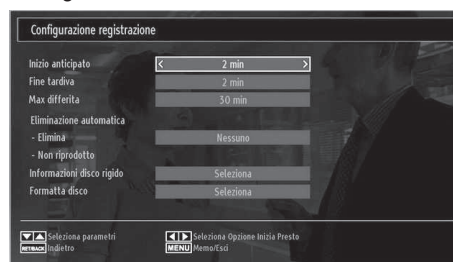 Configurazione registrazione
Inizio anticipato < 2 min >
Fine tardiva 2 min
Max differita 30 min
Eliminazione automatica
- Elimina Nessuno
- Non riprodotto
Informazioni disco rigido Seleziona
Formatta disco Seleziona
Seleziona parametri Seleziona Opzione Inizia Presto
RET/BACK Indietro MENU Memo/Esci